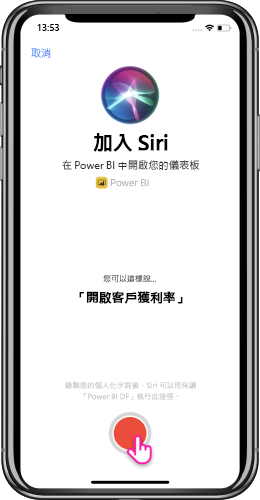 13:53
取消
加入 Siri
在 Power BI 中開啟您的儀表板
Power BI
您可以這樣說...
「開啟客戶獲利率」
錄製您的個人化字詞後，Siri 可以用來讓
「Power BI DF」執行此捷徑。